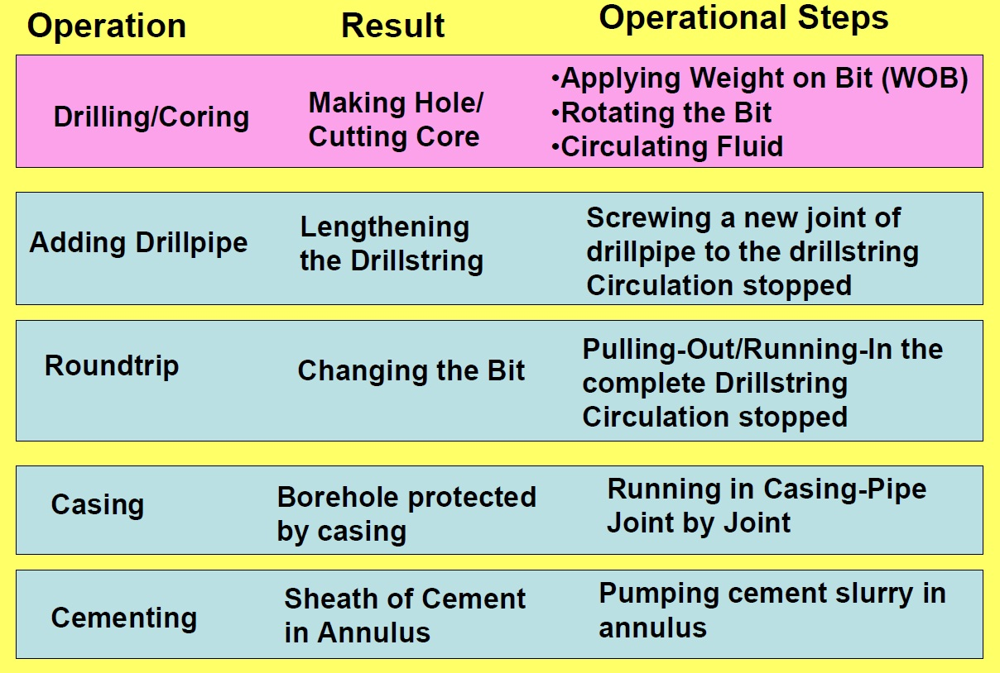 Operation
Result
Operational Steps
Drilling/Coring
Making Hole/
Cutting Core
•Applying Weight on Bit (WOB)
•Rotating the Bit
•Circulating Fluid
Adding Drillpipe
Lengthening
the Drillstring
Screwing a new joint of
drillpipe to the drillstring
Circulation stopped
Roundtrip
Changing the Bit
Pulling-Out/Running-In the
complete Drillstring
Circulation stopped
Casing
Borehole protected
by casing
Running in Casing-Pipe
Joint by Joint
Cementing
Sheath of Cement
in Annulus
Pumping cement slurry in
annulus